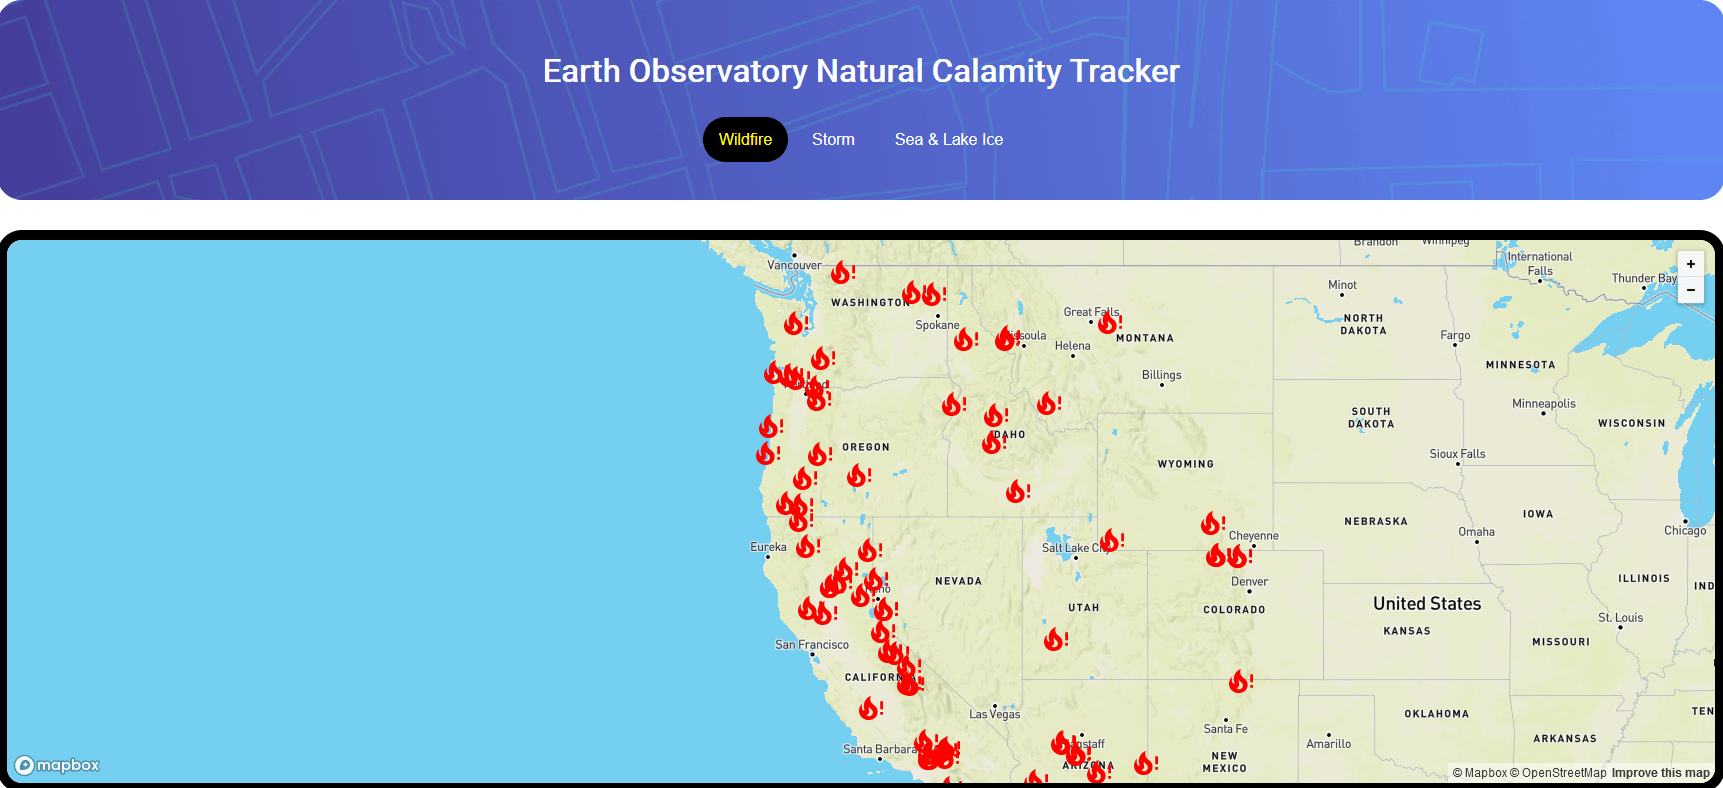 Earth Observatory Natural Calamity Tracker
Wildfire Storm Sea & Lake Ice
Brandon Winnipeg
Vancouver International Falls Thunder Bay
+
−
WASHINGTON Minot
Spokane Great Falls NORTH DAKOTA
Helena MONTANA Fargo
MINNESOTA
Billings
Minneapolis
SOUTH DAKOTA WISCONSIN
OREGON
WYOMING Sioux Falls
NEBRASKA IOWA
Omaha Chicago
Eureka Salt Lake City Cheyenne
NEVADA Denver ILLINOIS IND
UTAH COLORADO United States
KANSAS St. Louis
San Francisco MISSOURI
CALIFORNIA
Las Vegas OKLAHOMA TEN
Santa Fe
Santa Barbara Amarillo ARKANSAS
ARIZONA NEW MEXICO
mapbox
© Mapbox © OpenStreetMap Improve this map